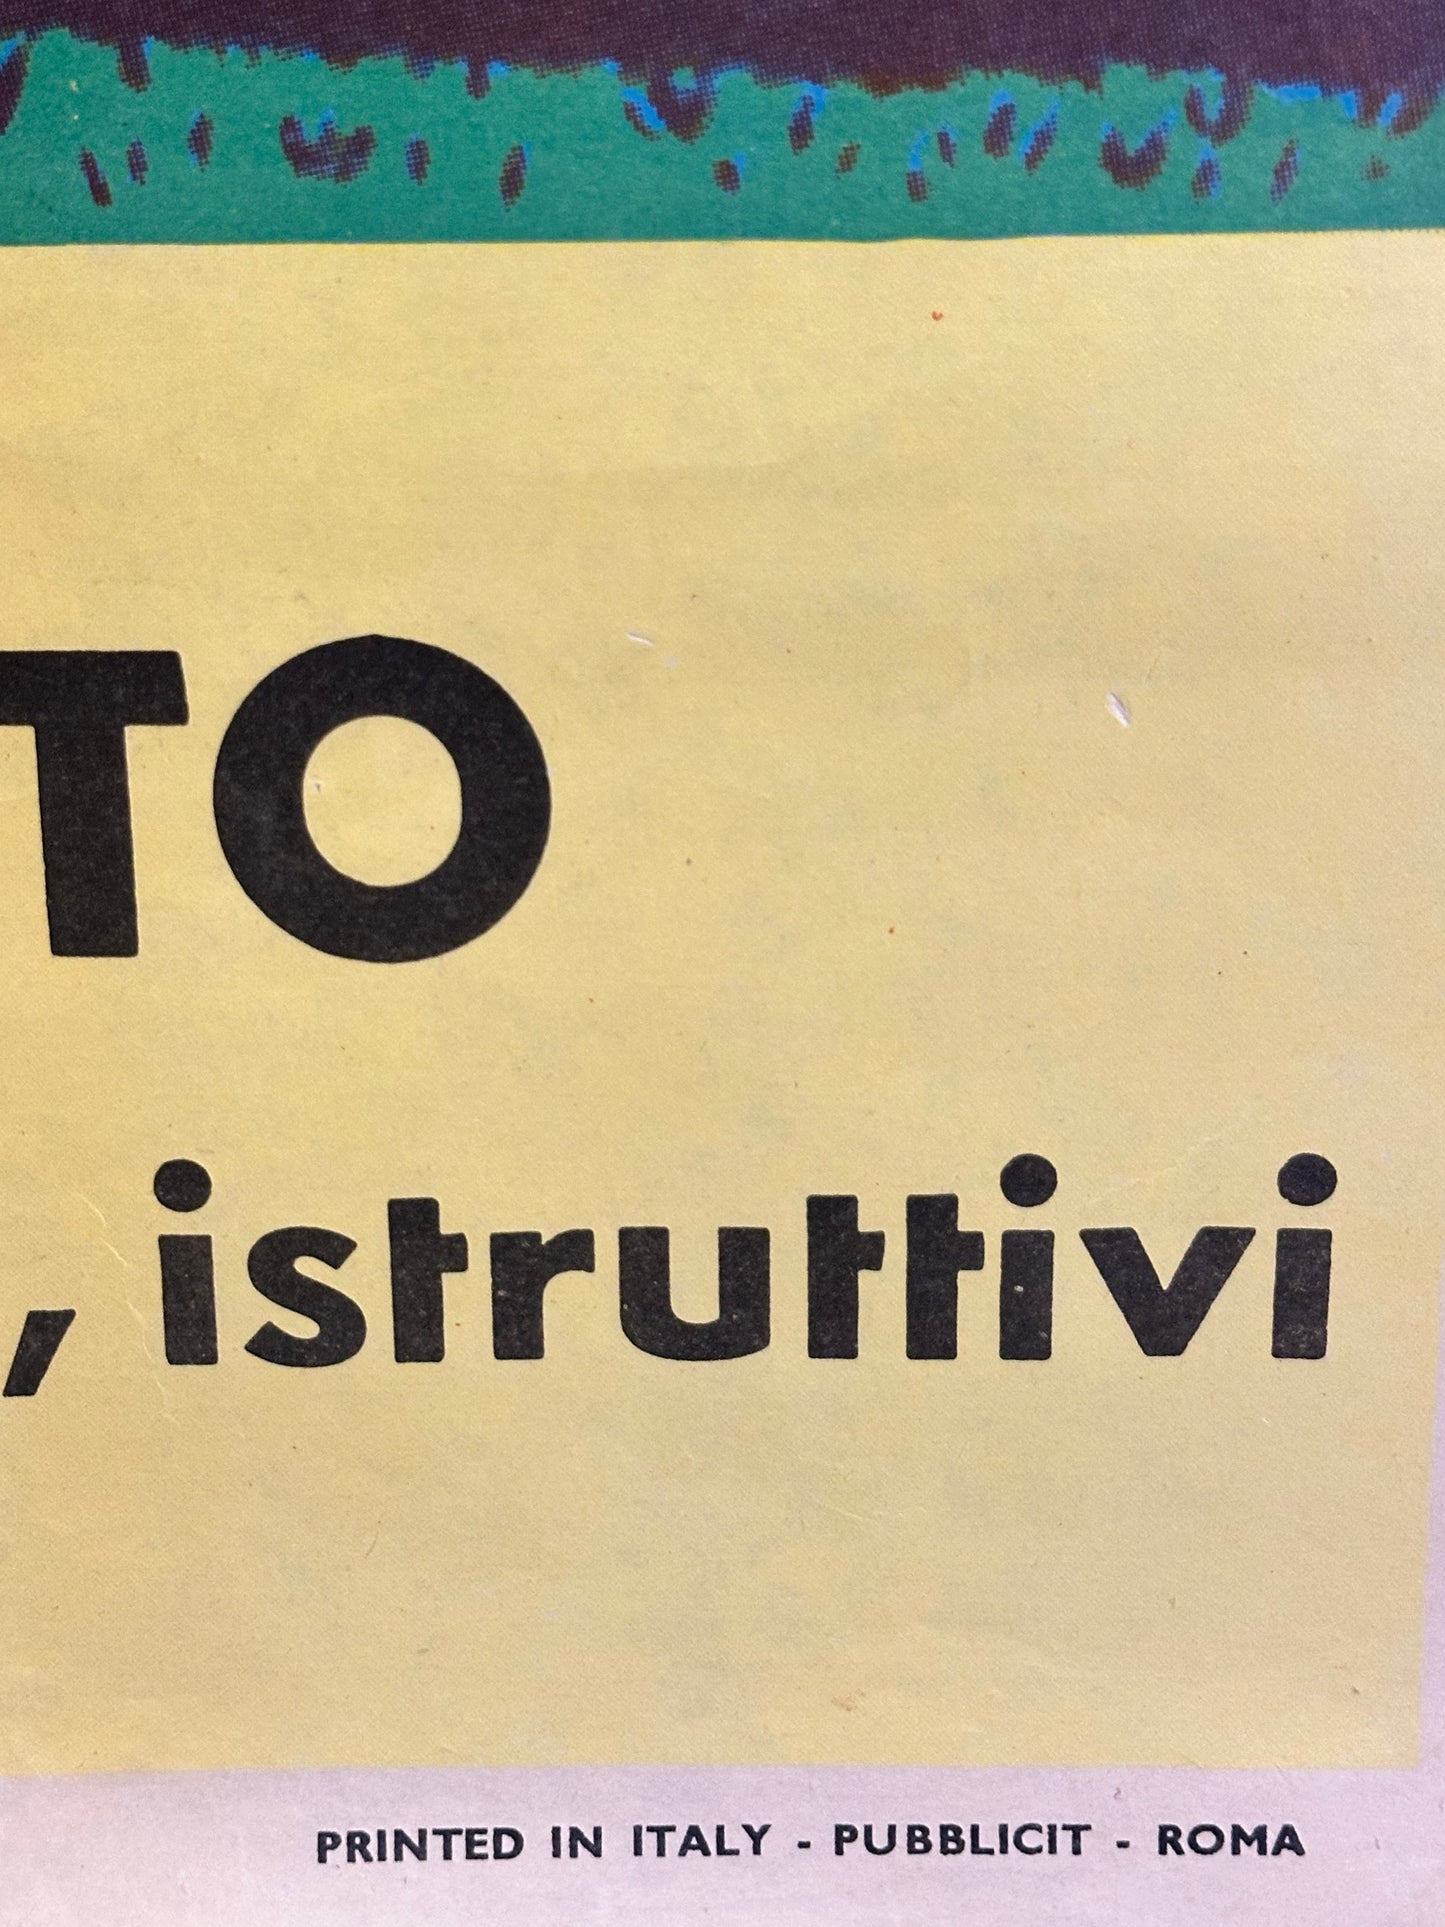 TO
, istruttivi
PRINTED IN ITALY - PUBBLICIT - ROMA